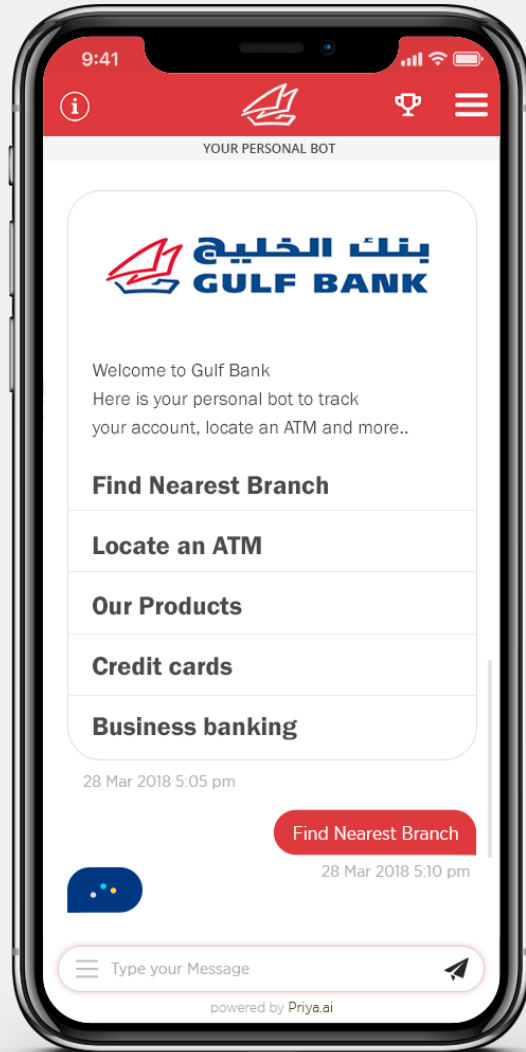 9:41
YOUR PERSONAL BOT
بنك الخليج
GULF BANK
Welcome to Gulf Bank
Here is your personal bot to track
your account, locate an ATM and more..
Find Nearest Branch
Locate an ATM
Our Products
Credit cards
Business banking
28 Mar 2018 5:05 pm
Find Nearest Branch
28 Mar 2018 5:10 pm
Type your Message
powered by Priya.ai